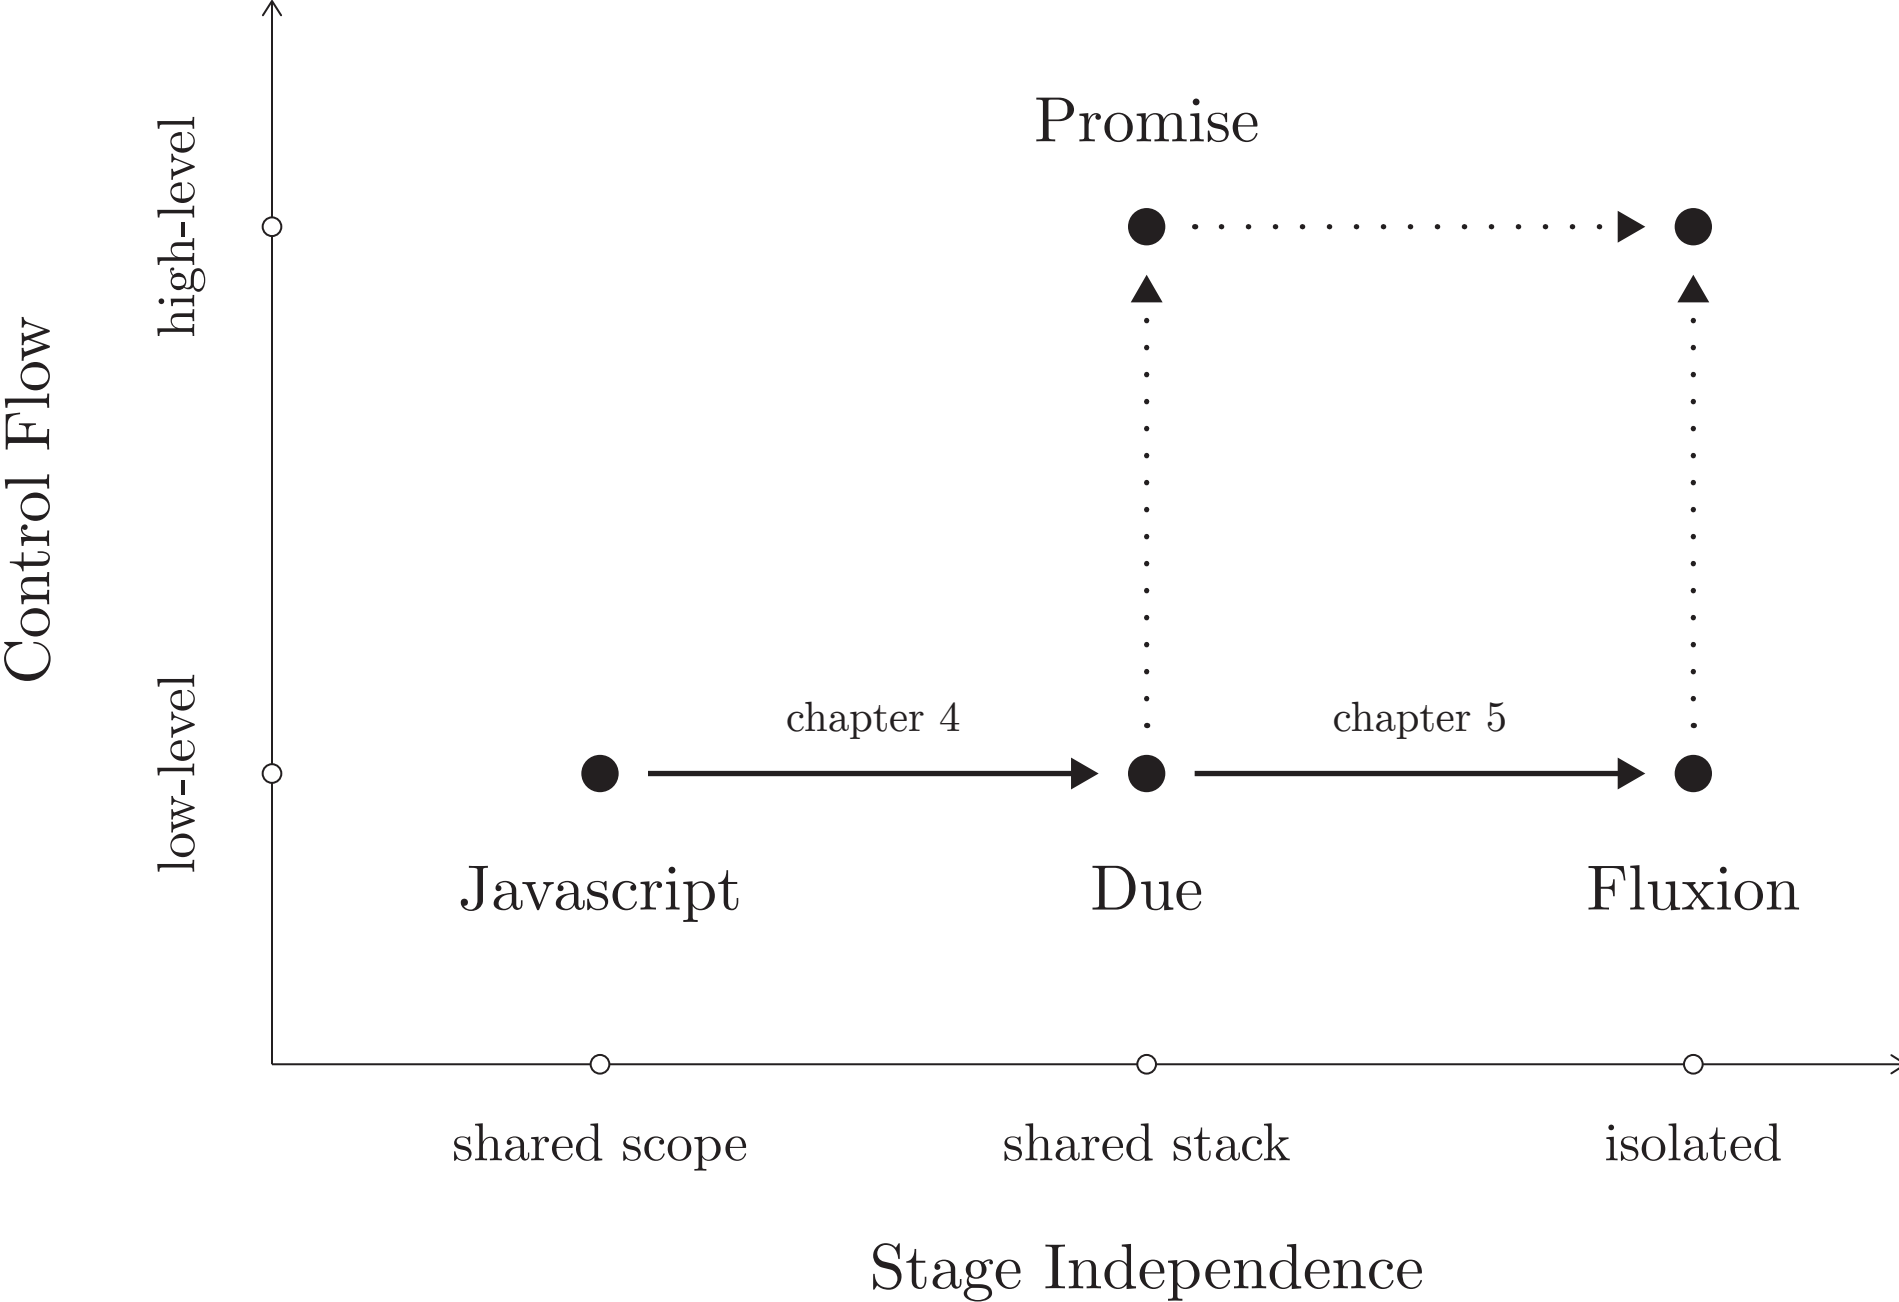 Promise
high-level
Control Flow
low-level
chapter 4
chapter 5
Javascript
Due
Fluxion
shared scope
shared stack
isolated
Stage Independence